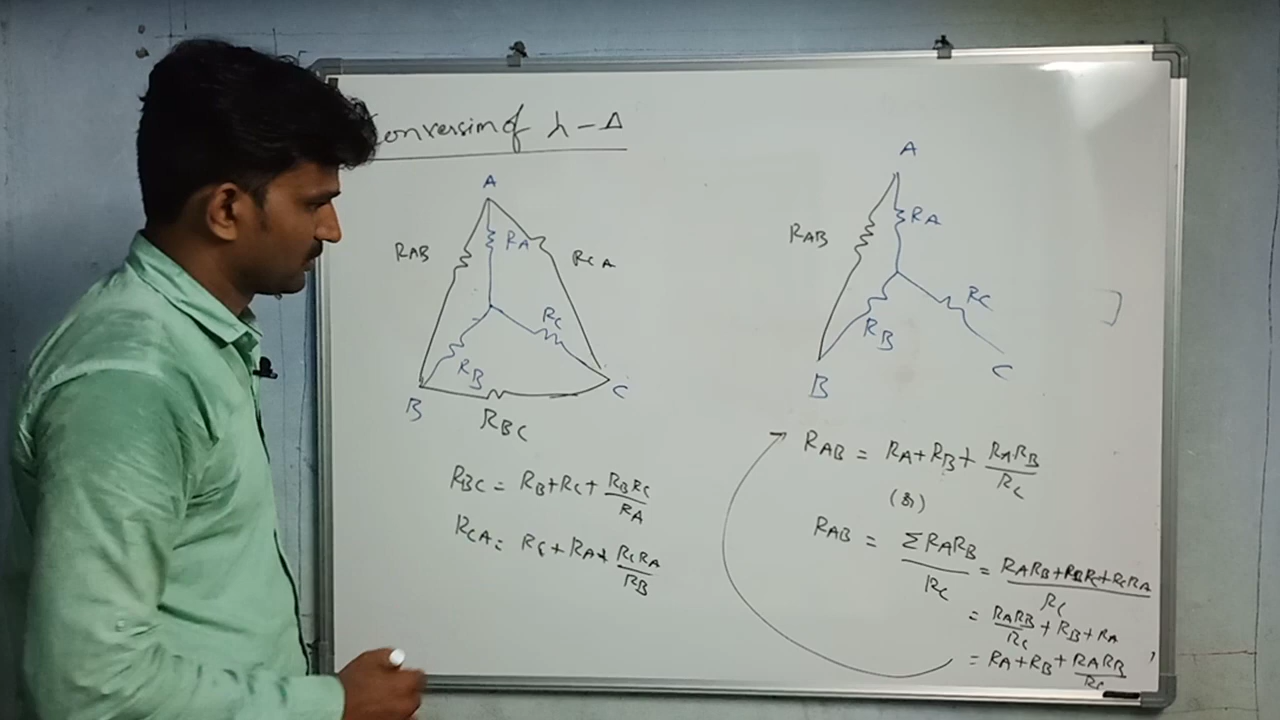 Conversion of λ-Δ
A
RAB
RA
RCA
RC
RB
B
C
RBC
RBC = RB+RC+ RBRC/RA
RCA = RC+RA+ RCRA/RB
A
RAB
RA
RC
RB
B
C
RAB = RA+RB+ RARB/RC
(or)
RAB = ΣRARB/RC = RARB+RBRC+RCRA/RC
= RARB/RC + RB+RA
= RA+RB+ RARB/RC